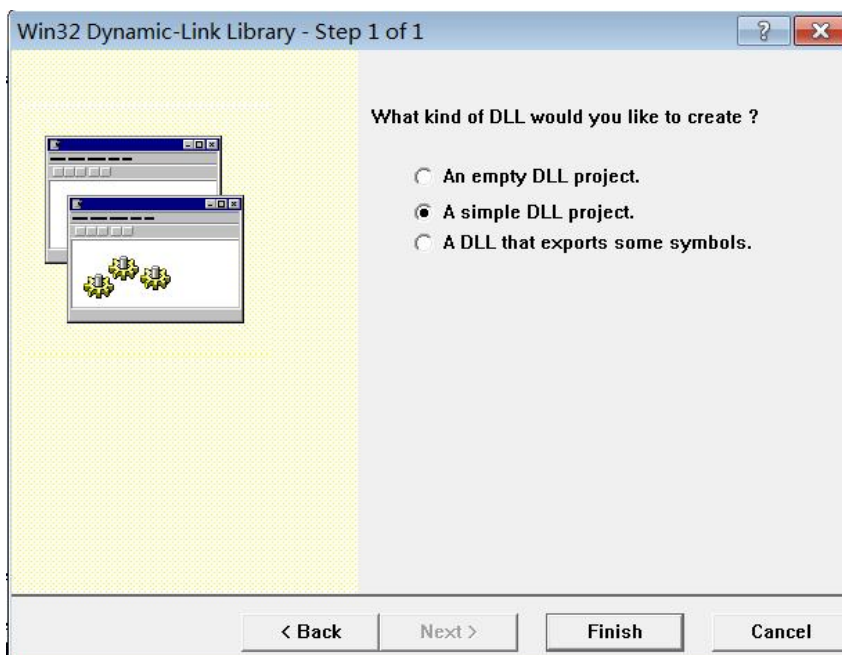 Win32 Dynamic-Link Library - Step 1 of 1
What kind of DLL would you like to create ?
An empty DLL project.
A simple DLL project.
A DLL that exports some symbols.
< Back
Next >
Finish
Cancel